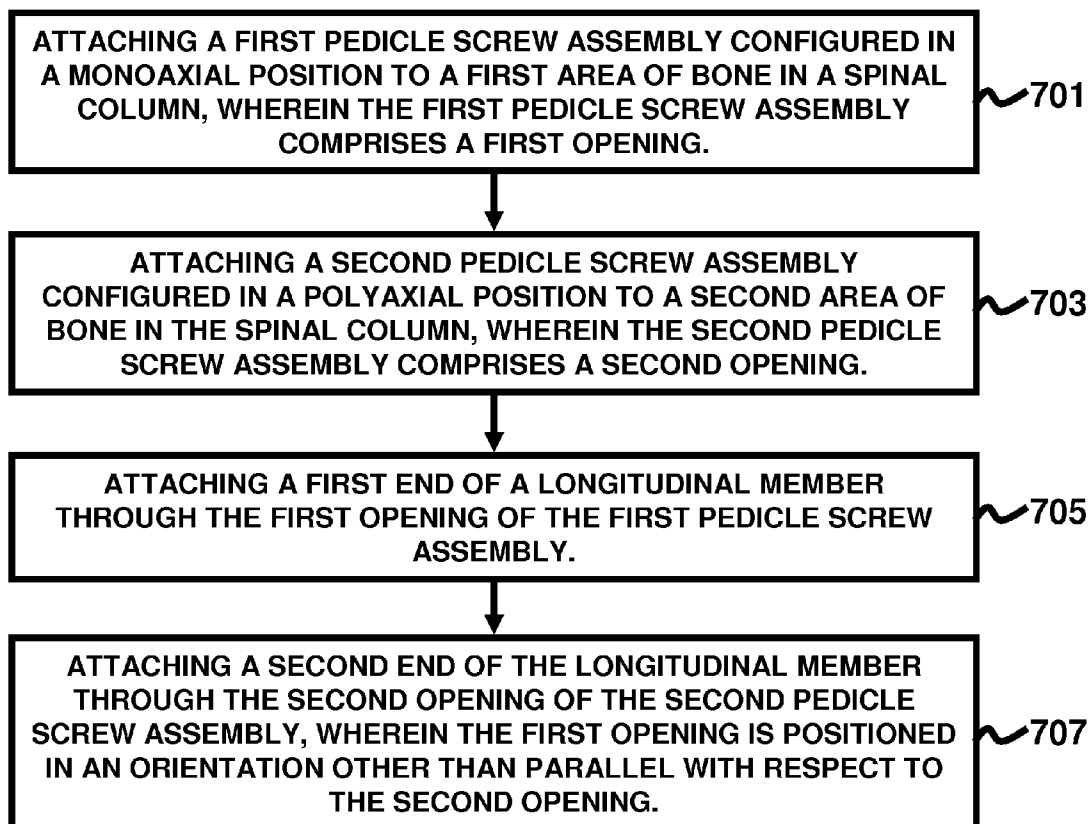 ATTACHING A FIRST PEDICLE SCREW ASSEMBLY CONFIGURED IN
A MONOAXIAL POSITION TO A FIRST AREA OF BONE IN A SPINAL
COLUMN, WHEREIN THE FIRST PEDICLE SCREW ASSEMBLY
COMPRISES A FIRST OPENING.
701
ATTACHING A SECOND PEDICLE SCREW ASSEMBLY
CONFIGURED IN A POLYAXIAL POSITION TO A SECOND AREA OF
BONE IN THE SPINAL COLUMN, WHEREIN THE SECOND PEDICLE
SCREW ASSEMBLY COMPRISES A SECOND OPENING.
703
ATTACHING A FIRST END OF A LONGITUDINAL MEMBER
THROUGH THE FIRST OPENING OF THE FIRST PEDICLE SCREW
ASSEMBLY.
705
ATTACHING A SECOND END OF THE LONGITUDINAL MEMBER
THROUGH THE SECOND OPENING OF THE SECOND PEDICLE
SCREW ASSEMBLY, WHEREIN THE FIRST OPENING IS POSITIONED
IN AN ORIENTATION OTHER THAN PARALLEL WITH RESPECT TO
THE SECOND OPENING.
707